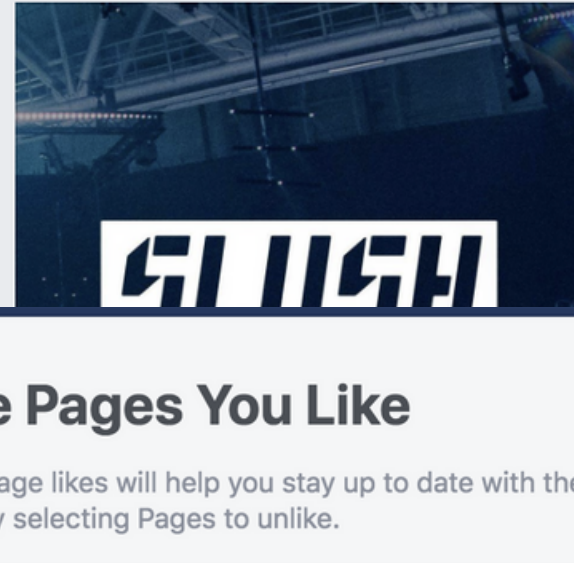 SLUSH
e Pages You Like
age likes will help you stay up to date with the
y selecting Pages to unlike.